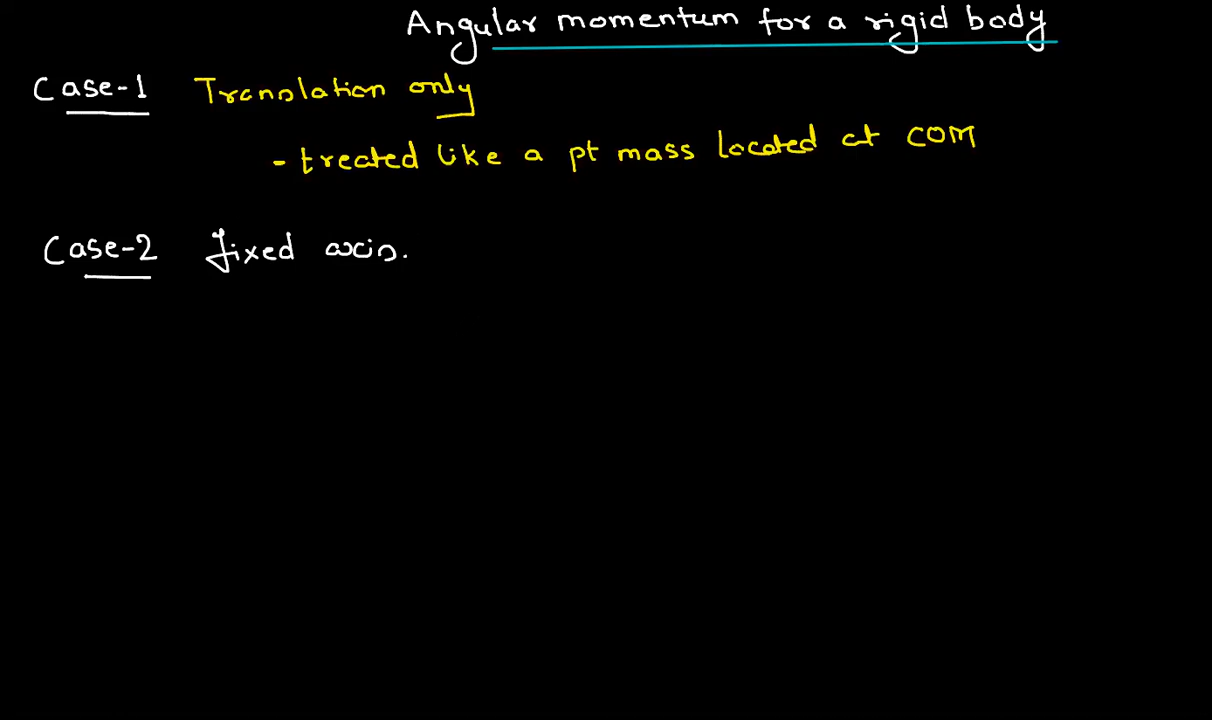 Angular momentum for a rigid body
Case-1 Translation only
- treated like a pt mass located at COM
Case-2 fixed axis.